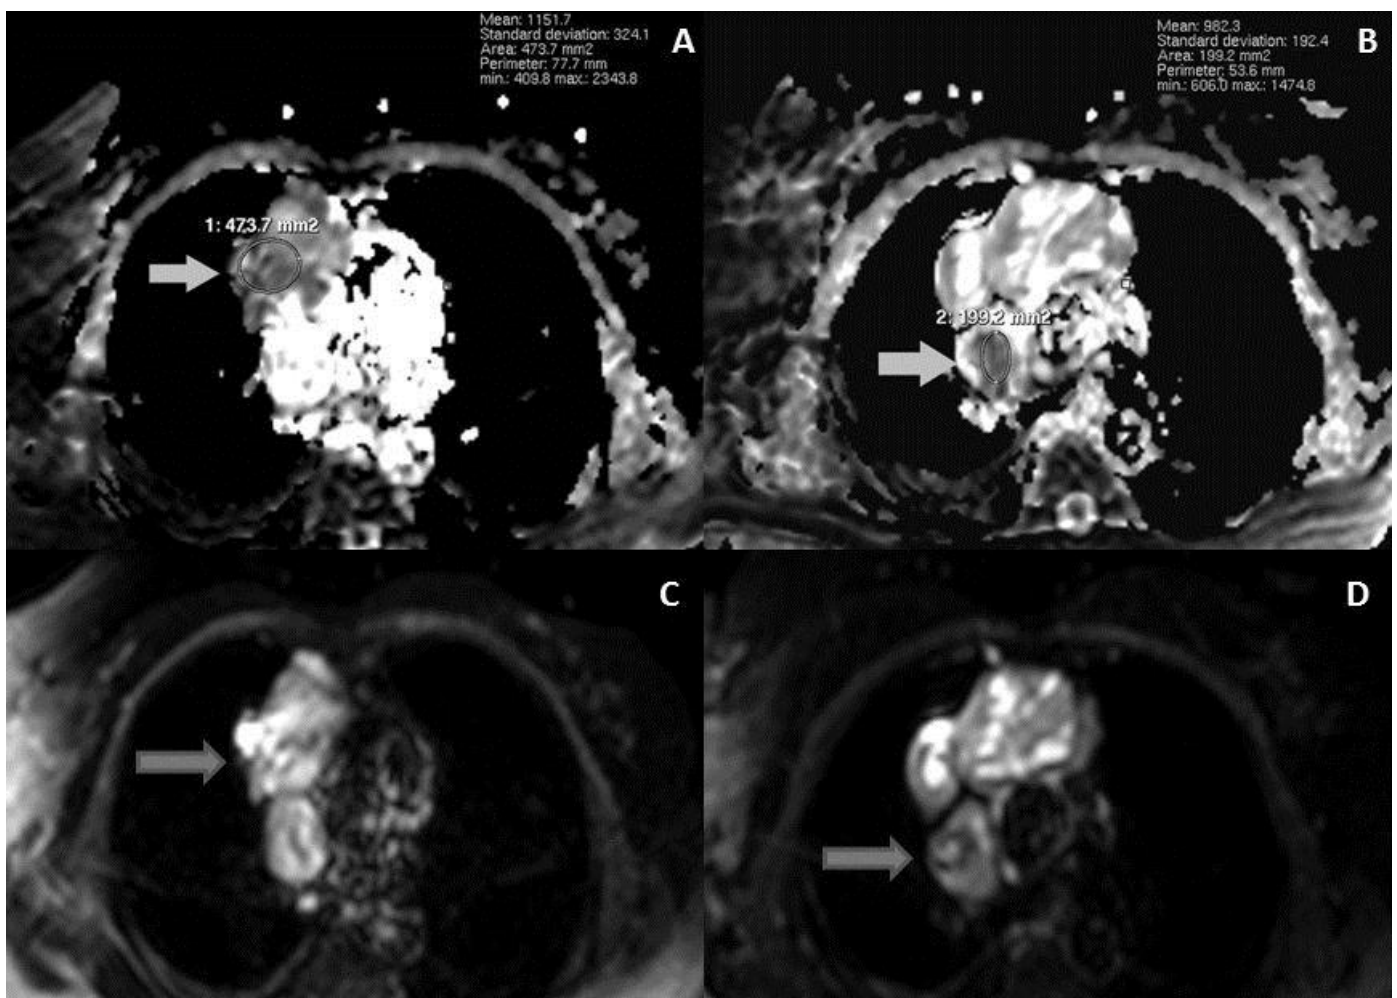 Mean: 1151.7
Standard deviation: 324.1
Area: 473.7 mm2
Perimeter: 77.7 mm
min.: 409.8 max.: 2343.8
A
Mean: 982.3
Standard deviation: 192.4
Area: 199.2 mm2
Perimeter: 53.6 mm
min.: 606.0 max.: 1474.8
B
1: 473.7 mm2
2: 199.2 mm2
C
D